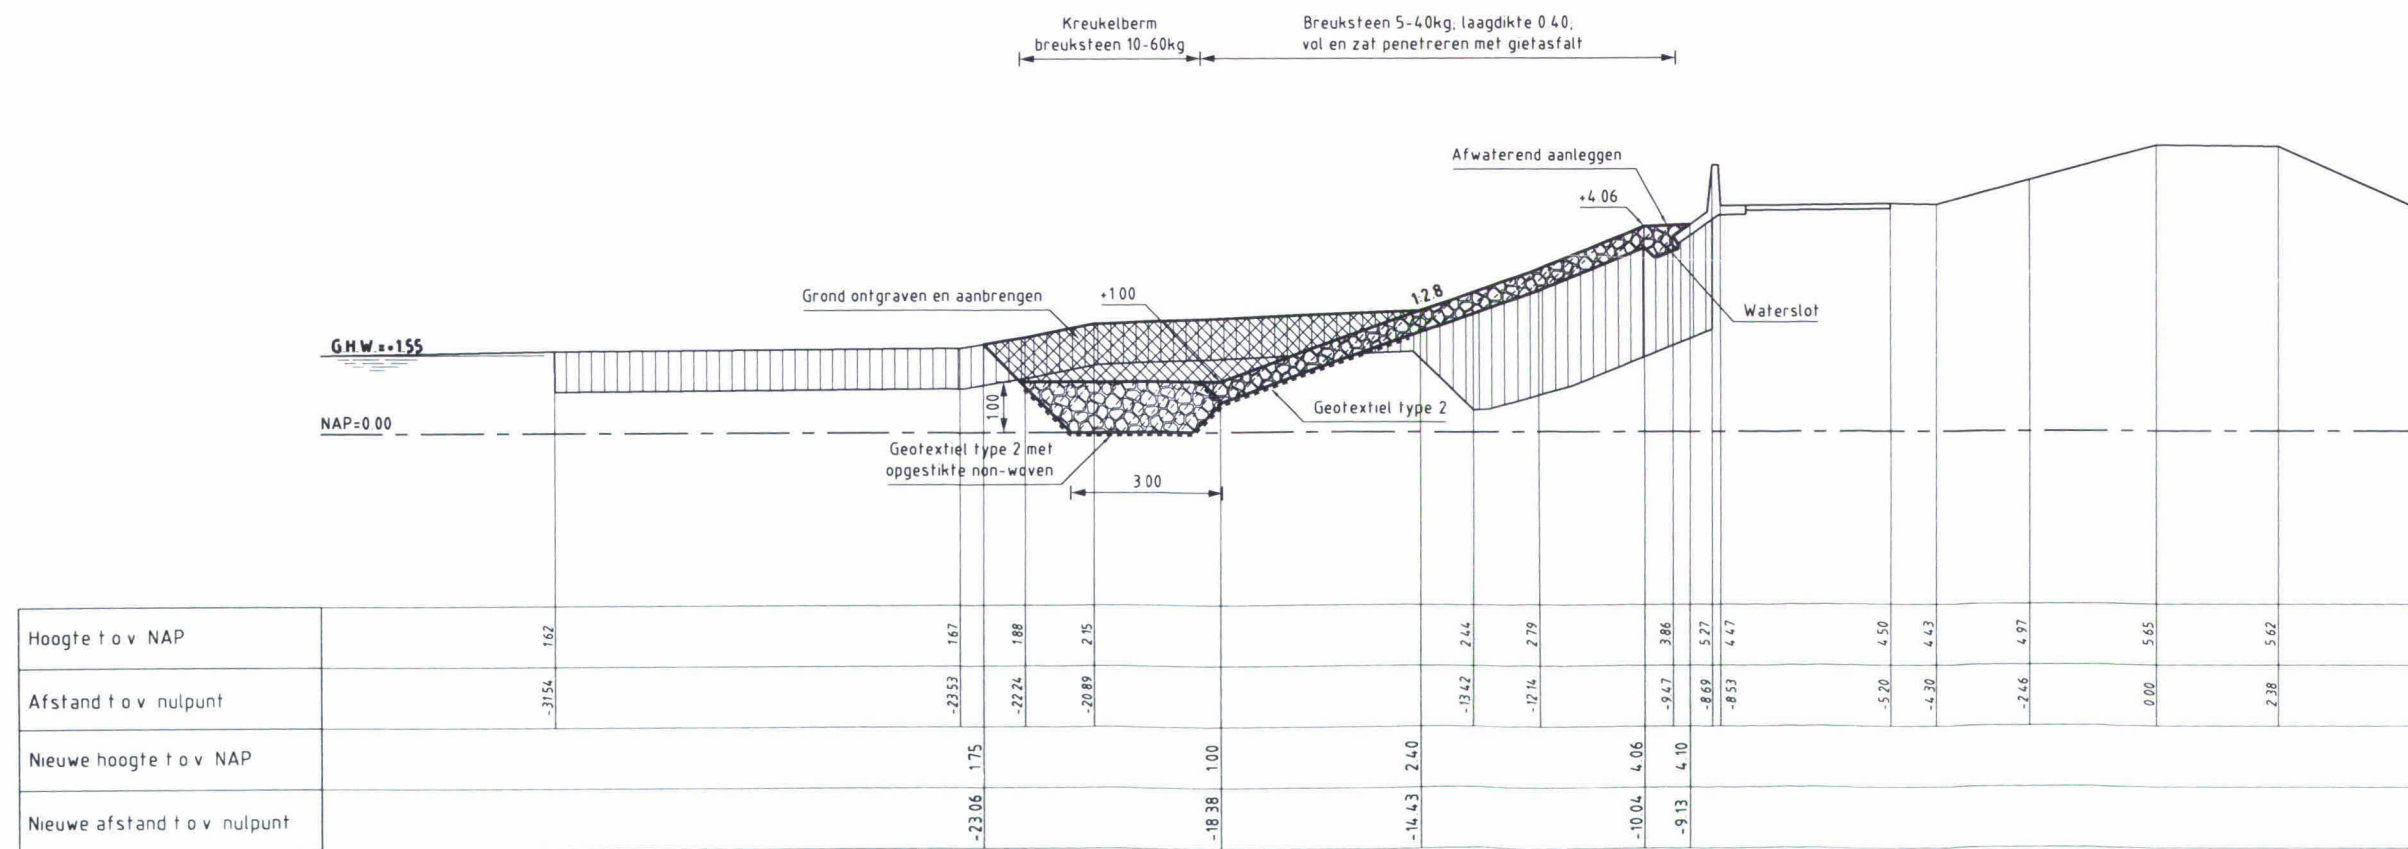 Kreukelberm
breuksteen 10-60kg
Breuksteen 5-40kg; laagdikte 0.40;
vol en zat penetreren met gietasfalt
Afwaterend aanleggen
+4.06
Grond ontgraven en aanbrengen
+1.00
1:2.8
Waterslot
G.H.W.=+1.55
1.00
Geotextiel type 2
NAP=0.00
Geotextiel type 2 met
opgestikte non-woven
3.00
Hoogte t o v NAP 1.62 1.67 1.88 2.15 2.44 2.79 3.86 5.27 4.47 4.50 4.43 4.97 5.65 5.62
Afstand t o v nulpunt -31.54 -23.53 -22.24 -20.89 -13.42 -12.14 -9.47 -8.69 -8.53 -5.20 -4.30 -2.46 0.00 2.38
Nieuwe hoogte t o v NAP 1.75 1.00 2.40 4.06 4.10
Nieuwe afstand t o v nulpunt -23.06 -18.38 -14.43 -10.04 -9.13